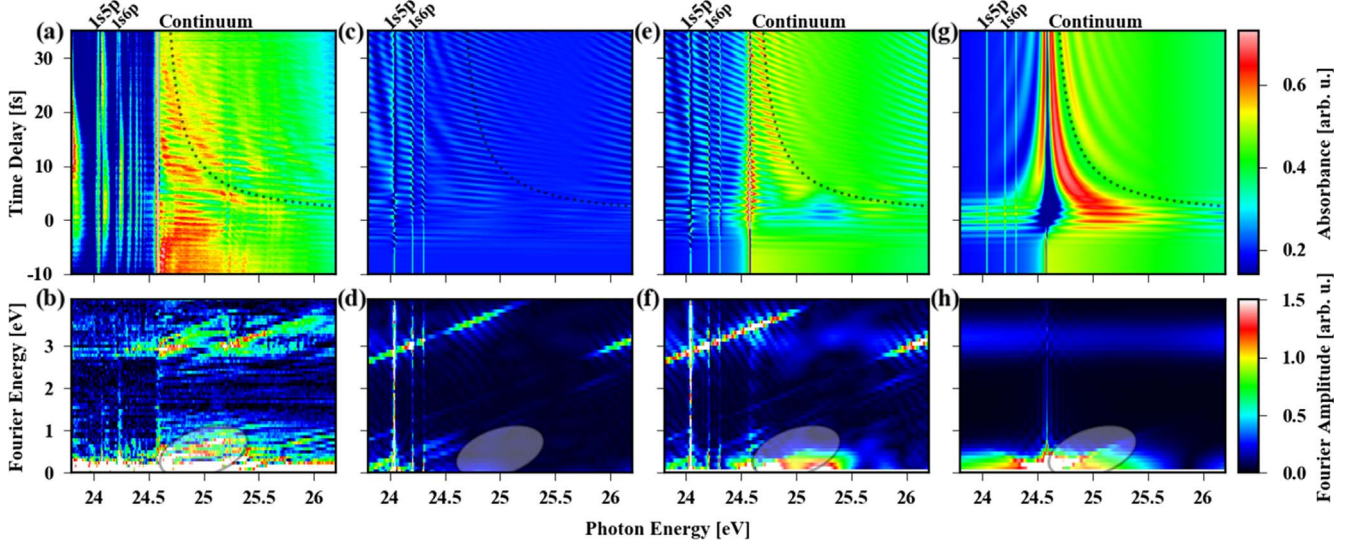 1s5p 1s6p Continuum 1s5p 1s6p 1s5p 1s6p Continuum 1s5p 1s6p Continuum
(a) (c) (e) (g)
Time Delay [fs]
30
20
10
0
-10
Absorbance [arb. u.]
0.6
0.4
0.2
(b) (d) (f) (h)
Fourier Energy [eV]
3
2
1
0
Fourier Amplitude [arb. u.]
1.5
1.0
0.5
0.0
24 24.5 25 25.5 26 24 24.5 25 25.5 26 24 24.5 25 25.5 26 24 24.5 25 25.5 26
Photon Energy [eV]